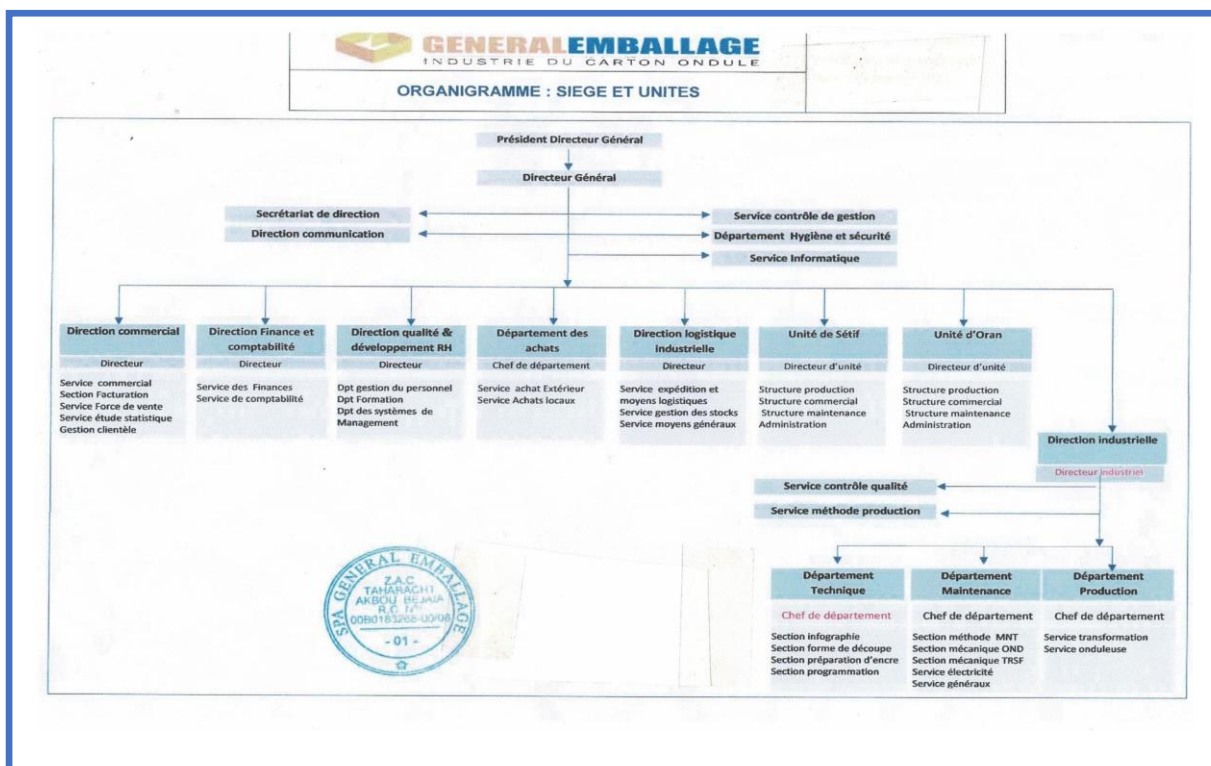 GENERALEMBALLAGE
INDUSTRIE DU CARTON ONDULE
ORGANIGRAMME : SIEGE ET UNITES
Président Directeur Général
Directeur Général
Secrétariat de direction
Service contrôle de gestion
Direction communication
Département Hygiène et sécurité
Service Informatique
Direction commercial
Directeur
Service commercial
Section Facturation
Service Force de vente
Service étude statistique
Gestion clientèle
Direction Finance et
comptabilité
Directeur
Service des Finances
Service de comptabilité
Direction qualité &
développement RH
Directeur
Dpt gestion du personnel
Dpt Formation
Dpt des systèmes de
Management
Département des
achats
Chef de département
Service achat Extérieur
Service Achats locaux
Direction logistique
industrielle
Directeur
Service expédition et
moyens logistiques
Service gestion des stocks
Service moyens généraux
Unité de Sétif
Directeur d'unité
Structure production
Structure commercial
Structure maintenance
Administration
Unité d'Oran
Directeur d'unité
Structure production
Structure commercial
Structure maintenance
Administration
Direction industrielle
Directeur industriel
Service contrôle qualité
Service méthode production
Département
Technique
Chef de département
Section infographie
Section forme de découpe
Section préparation d'encre
Section programmation
Département
Maintenance
Chef de département
Section méthode MNT
Section mécanique OND
Section mécanique TRSF
Service électricité
Service généraux
Département
Production
Chef de département
Service transformation
Service onduleuse
SPA GENERAL EMBALLAGE
Z.A.C
TAHARACHT
AKBOU BEJAIA
R.C N°
- 01 -